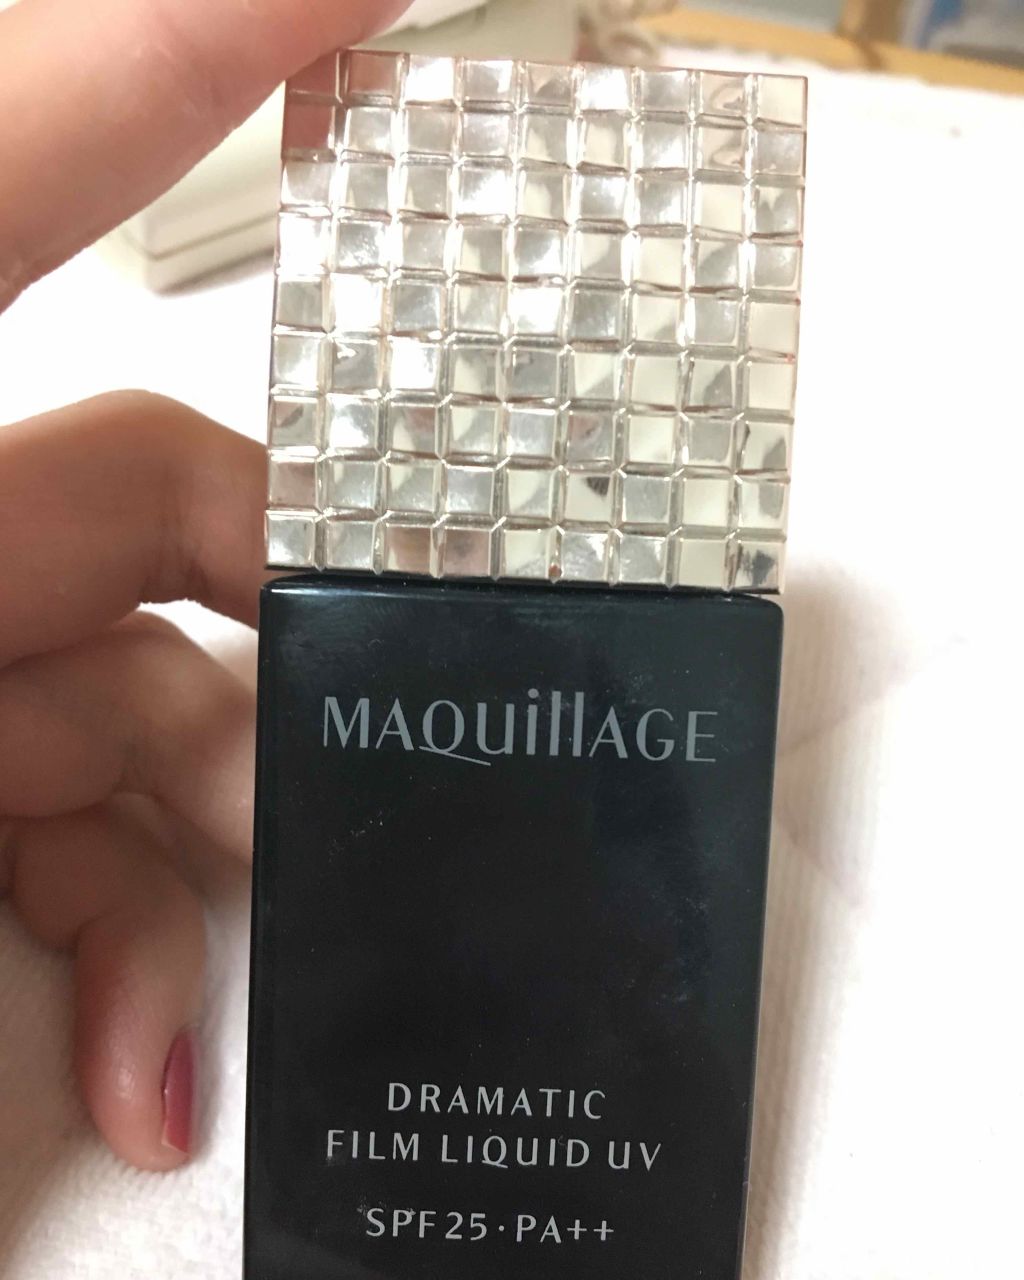 MAQuillAGE
DRAMATIC
FILM LIQUID UV
SPF25·PA++